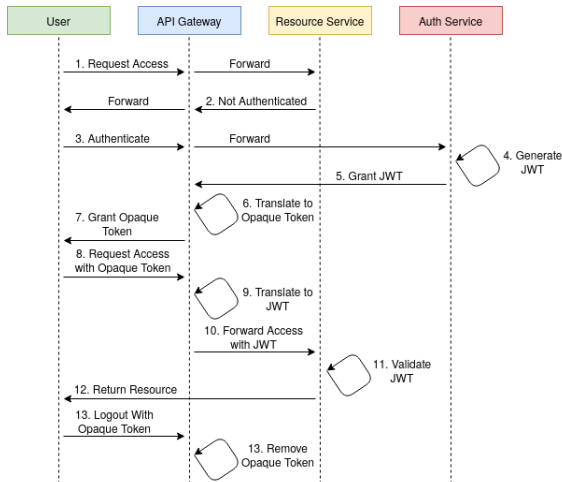 User
API Gateway
Resource Service
Auth Service
1. Request Access
Forward
Forward
2. Not Authenticated
3. Authenticate
Forward
4. Generate
JWT
5. Grant JWT
6. Translate to
Opaque Token
7. Grant Opaque
Token
8. Request Access
with Opaque Token
9. Translate to
JWT
10. Forward Access
with JWT
11. Validate
JWT
12. Return Resource
13. Logout With
Opaque Token
13. Remove
Opaque Token